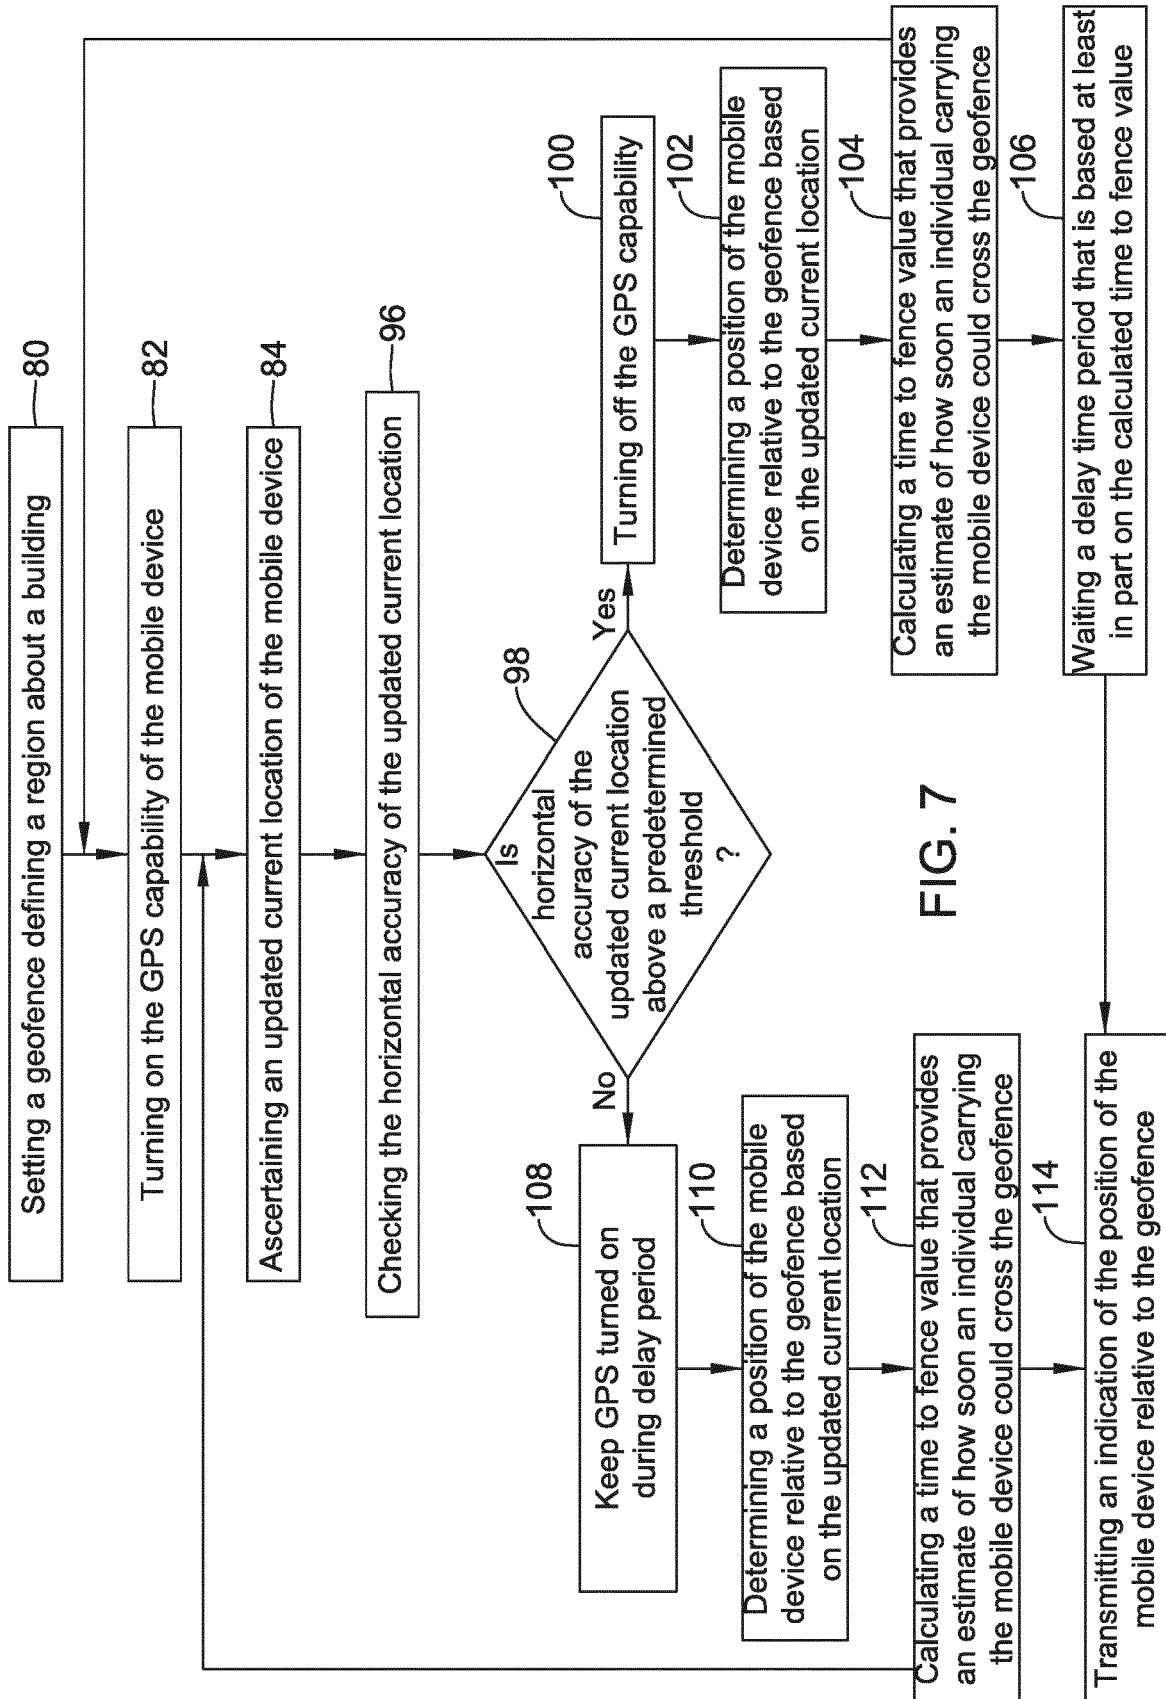 Setting a geofence defining a region about a building
80
Turning on the GPS capability of the mobile device
82
Ascertaining an updated current location of the mobile device
84
Checking the horizontal accuracy of the updated current location
96
Is
horizontal
accuracy of the
updated current location
above a predetermined
threshold
?
98
No
Yes
Keep GPS turned on
during delay period
108
Determining a position of the mobile
device relative to the geofence based
on the updated current location
110
Calculating a time to fence value that provides
an estimate of how soon an individual carrying
the mobile device could cross the geofence
112
Transmitting an indication of the position of the
mobile device relative to the geofence
114
Turning off the GPS capability
100
Determining a position of the mobile
device relative to the geofence based
on the updated current location
102
Calculating a time to fence value that provides
an estimate of how soon an individual carrying
the mobile device could cross the geofence
104
Waiting a delay time period that is based at least
in part on the calculated time to fence value
106
FIG. 7